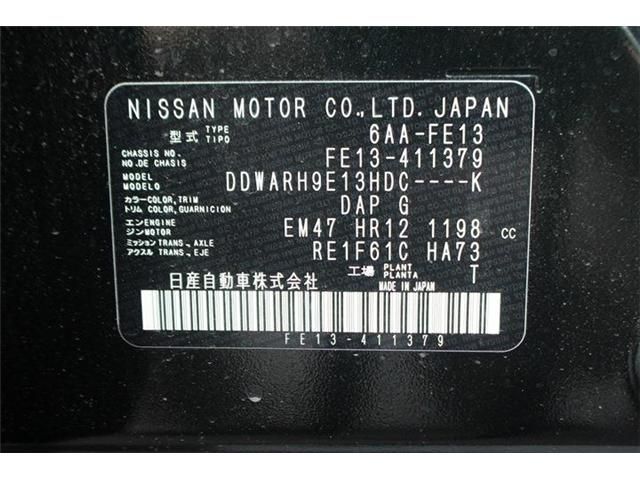 NISSAN MOTOR CO.,LTD. JAPAN
型式 TYPE TIPO 6AA-FE13
CHASSIS NO. NO.DE CHASIS FE13-411379
MODEL MODELO DDWARH9E13HDC----K
カラー COLOR,TRIM トリム COLOR,GUARNICION DAP G
エンジン ENGINE MOTOR EM47 HR12 1198 cc
ミッション TRANS., AXLE アクスル TRANS., EJE RE1F61C HA73
工場 PLANT PLANTA T
日産自動車株式会社 MADE IN JAPAN
FE13-411379